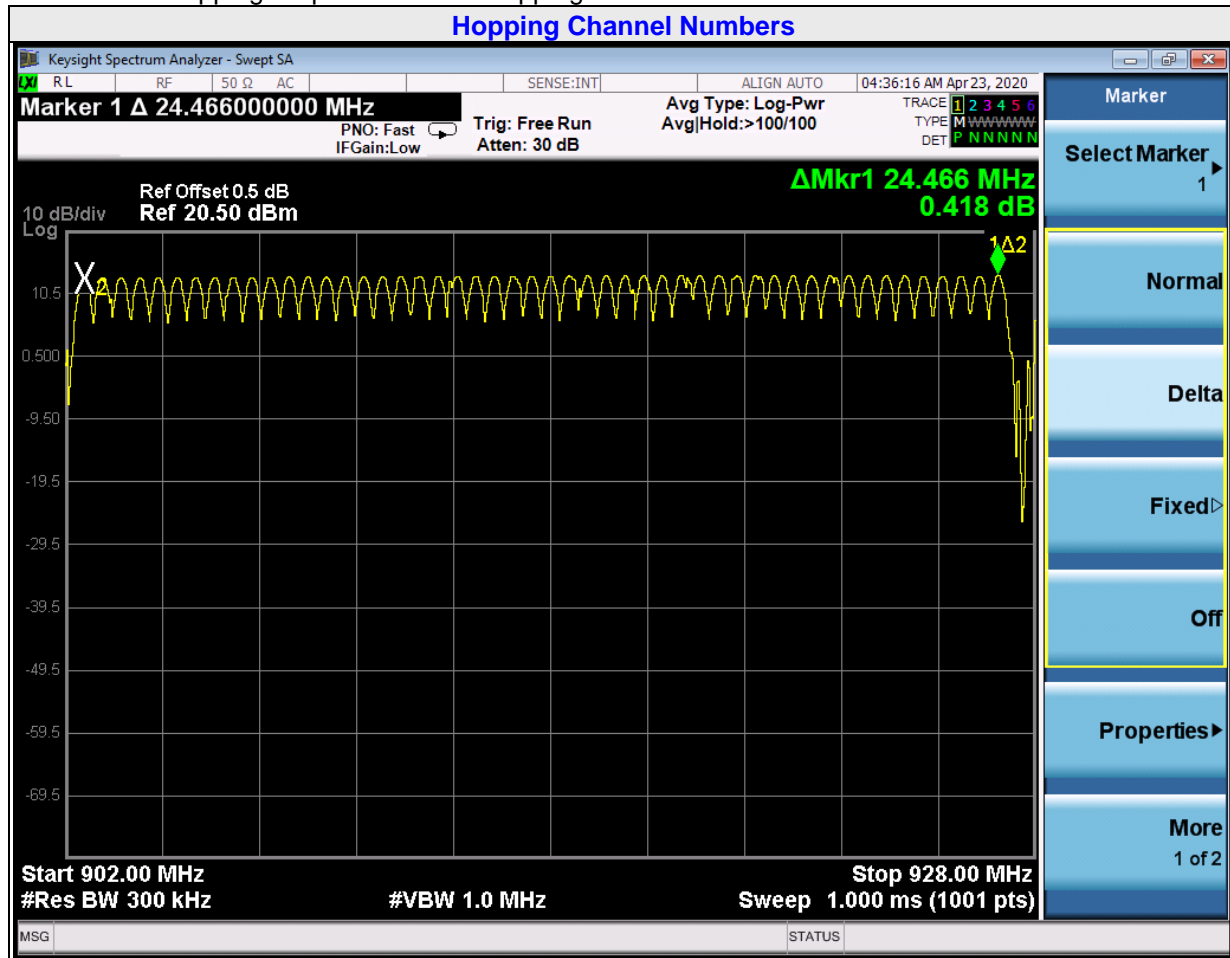 Hopping Channel Numbers
Keysight Spectrum Analyzer - Swept SA
LXI RL RF 50 Ω AC SENSE:INT ALIGN AUTO 04:36:16 AM Apr 23, 2020
Marker 1 Δ 24.466000000 MHz
PNO: Fast
IFGain:Low
Trig: Free Run
Atten: 30 dB
Avg Type: Log-Pwr
Avg|Hold:>100/100
TRACE 1 2 3 4 5 6
TYPE M WWWWW
DET P N N N N N
ΔMkr1 24.466 MHz
0.418 dB
Ref Offset 0.5 dB
10 dB/div Ref 20.50 dBm
Log
1Δ2
X2
10.5
0.500
-9.50
-19.5
-29.5
-39.5
-49.5
-59.5
-69.5
Start 902.00 MHz Stop 928.00 MHz
#Res BW 300 kHz #VBW 1.0 MHz Sweep 1.000 ms (1001 pts)
MSG STATUS
Marker
Select Marker
1
Normal
Delta
Fixed
Off
Properties
More
1 of 2